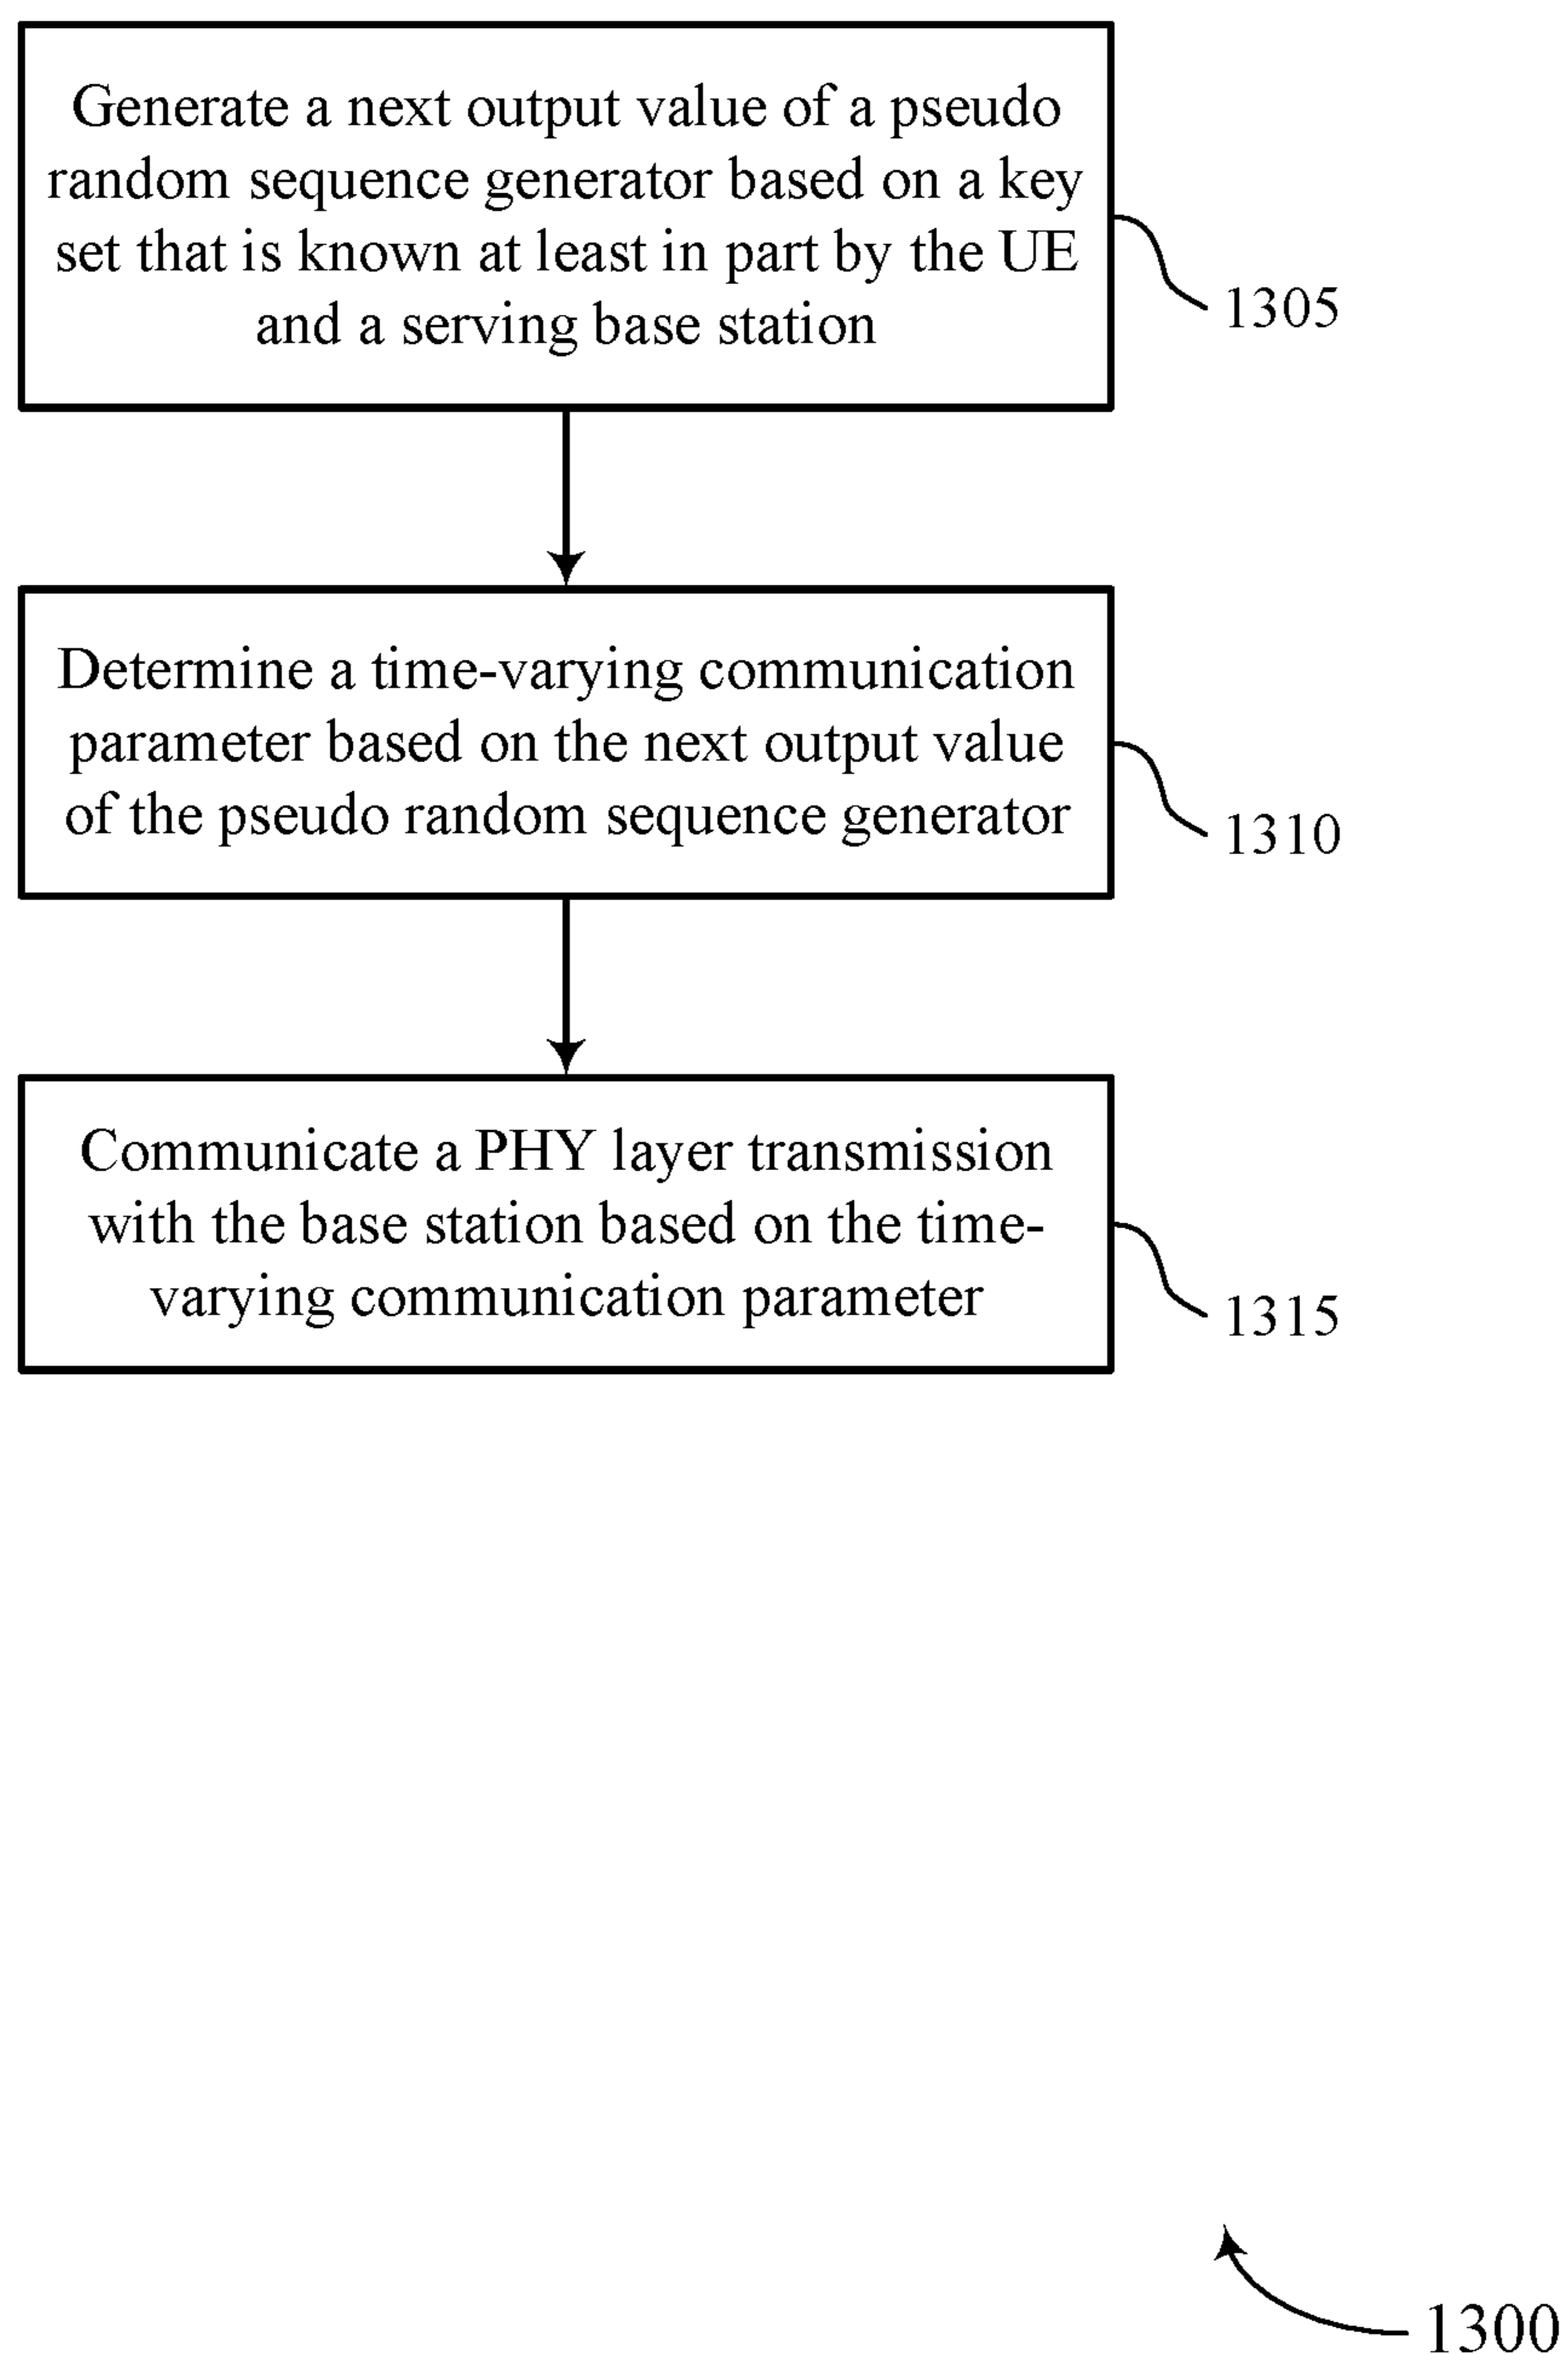 Generate a next output value of a pseudo
random sequence generator based on a key
set that is known at least in part by the UE
and a serving base station
1305
Determine a time-varying communication
parameter based on the next output value
of the pseudo random sequence generator
1310
Communicate a PHY layer transmission
with the base station based on the time-
varying communication parameter
1315
1300